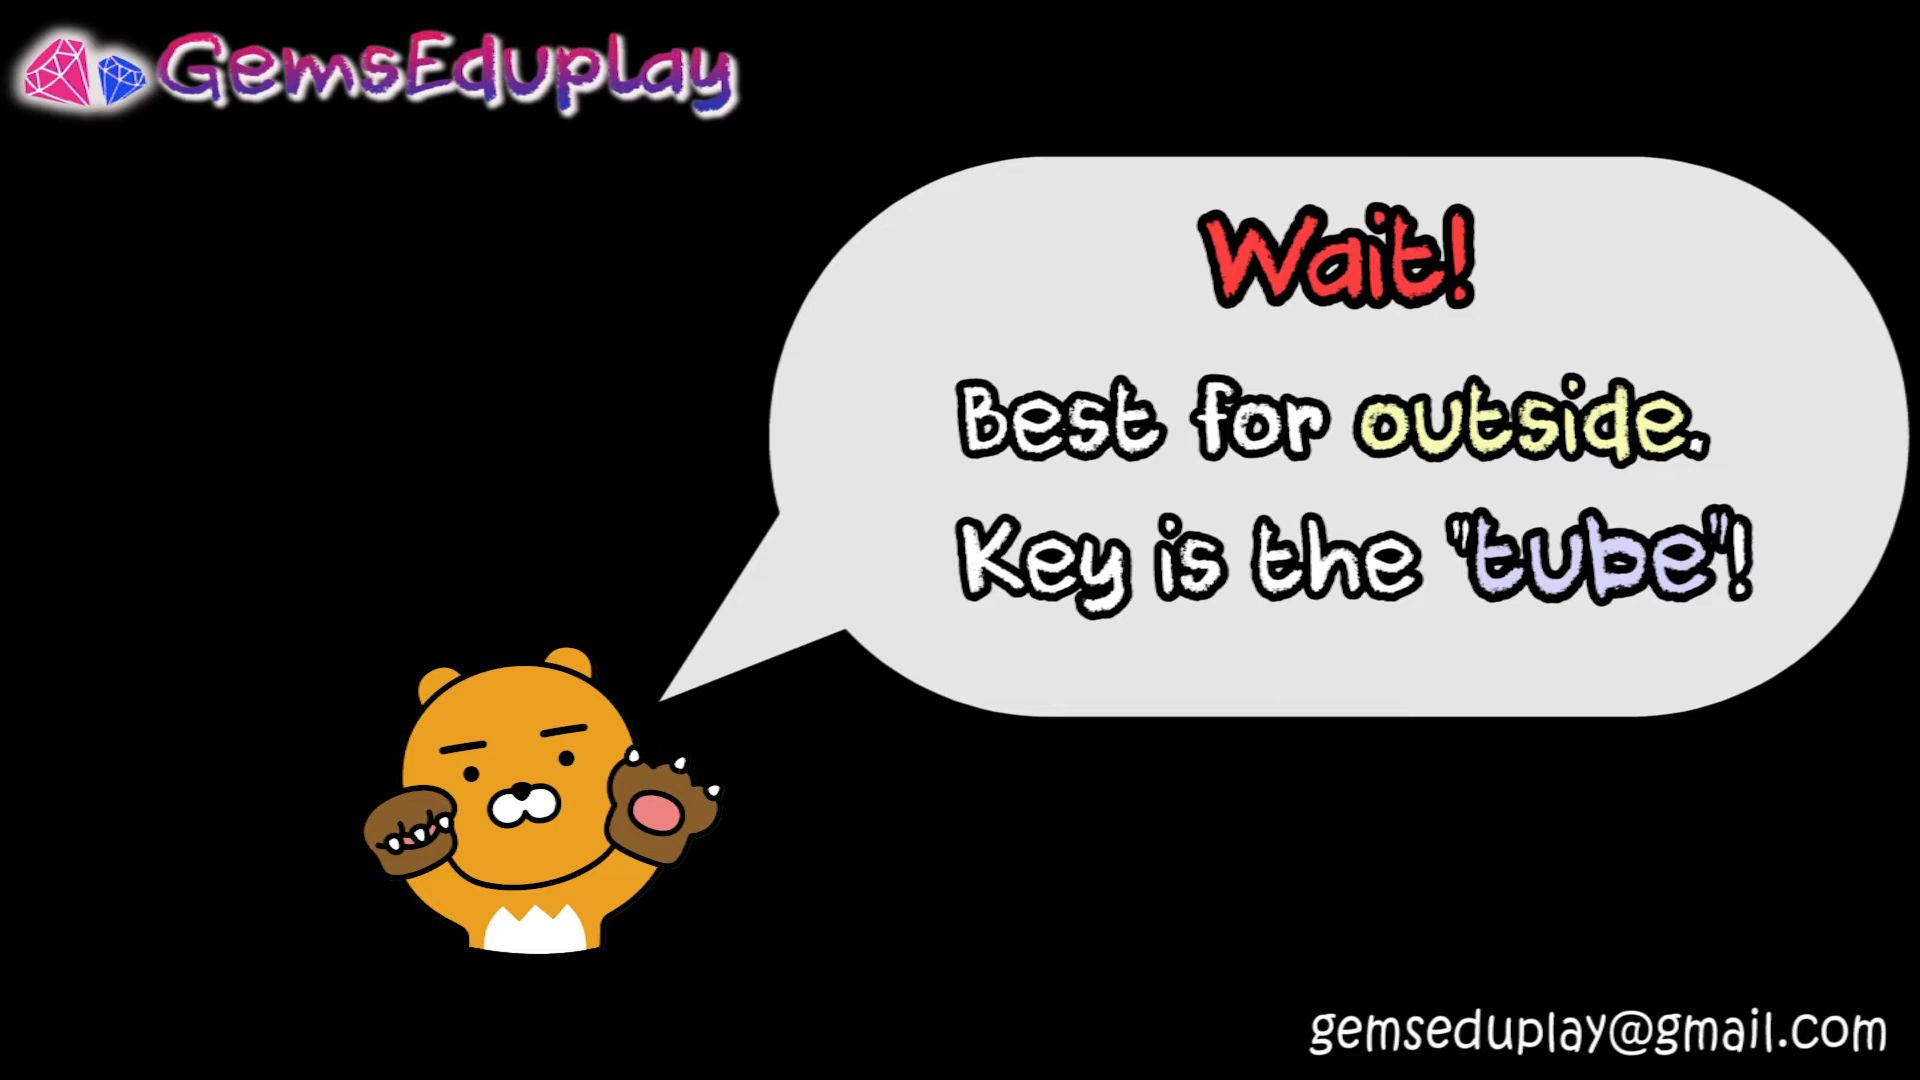 GemsEduplay
Wait!
Best for outside.
Key is the "tube"!
gemseduplay@gmail.com